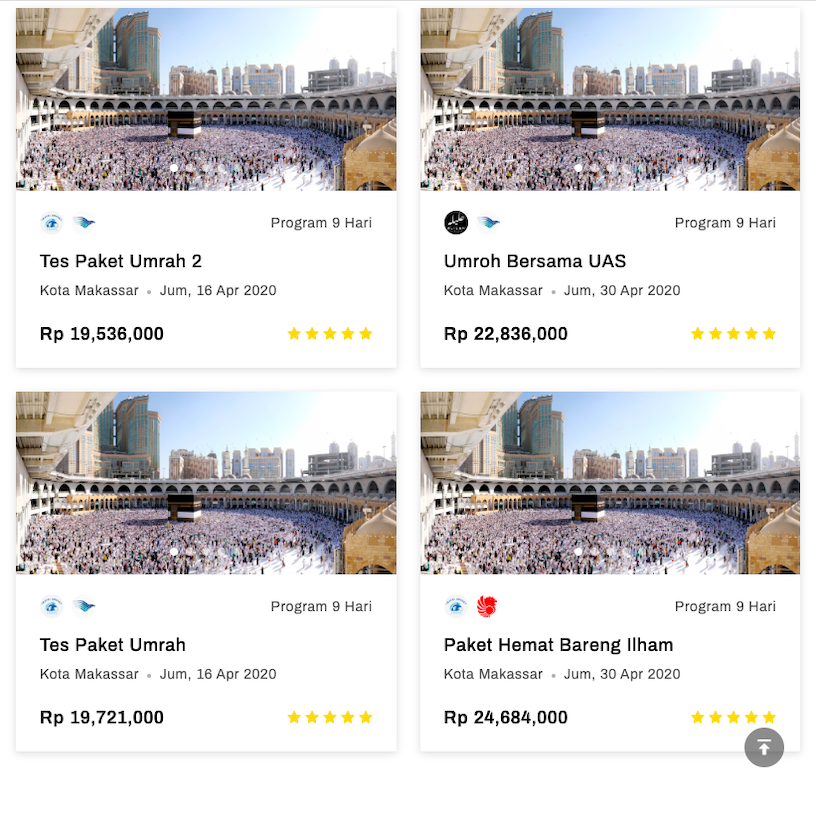 Program 9 Hari
Tes Paket Umrah 2
Kota Makassar • Jum, 16 Apr 2020
Rp 19,536,000
Program 9 Hari
Umroh Bersama UAS
Kota Makassar • Jum, 30 Apr 2020
Rp 22,836,000
Program 9 Hari
Tes Paket Umrah
Kota Makassar • Jum, 16 Apr 2020
Rp 19,721,000
Program 9 Hari
Paket Hemat Bareng Ilham
Kota Makassar • Jum, 30 Apr 2020
Rp 24,684,000